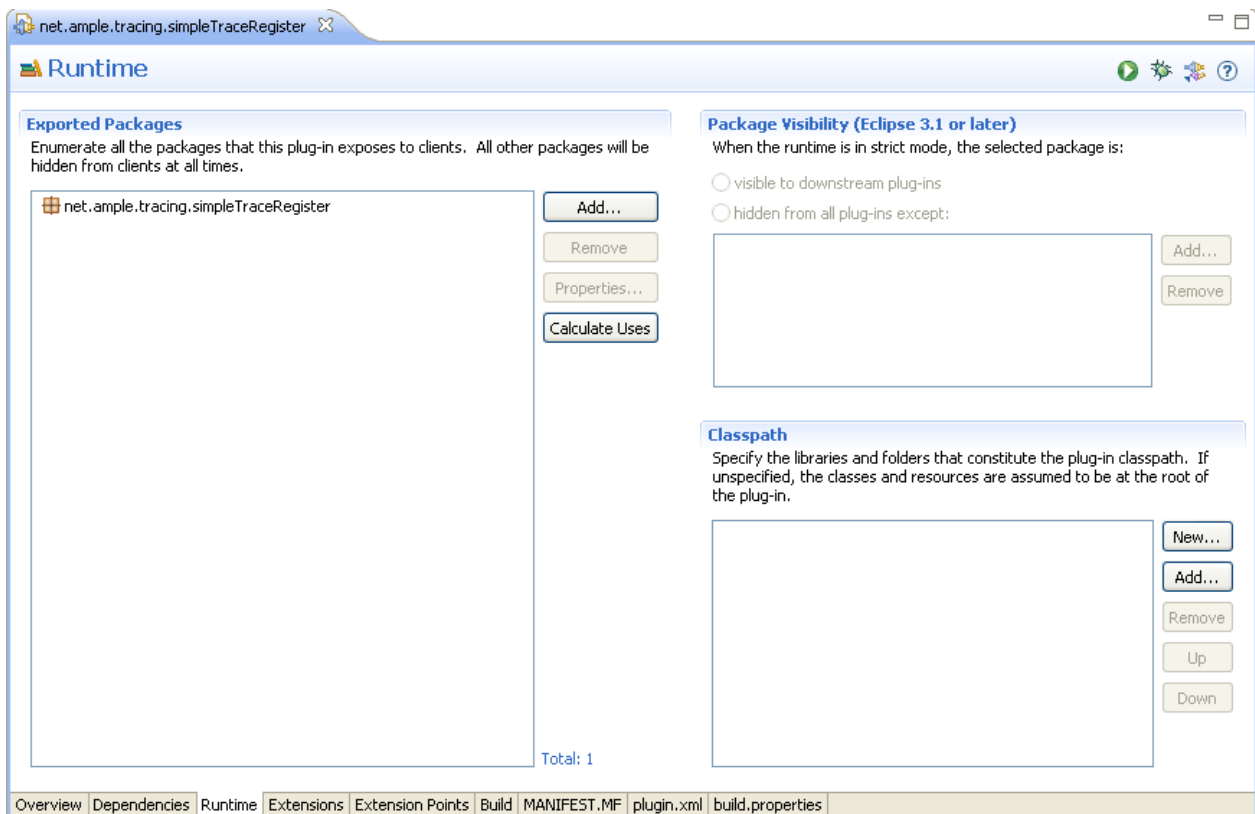 net.ample.tracing.simpleTraceRegister
Runtime
Exported Packages
Enumerate all the packages that this plug-in exposes to clients.  All other packages will be
hidden from clients at all times.
net.ample.tracing.simpleTraceRegister
Add...
Remove
Properties...
Calculate Uses
Total: 1
Package Visibility (Eclipse 3.1 or later)
When the runtime is in strict mode, the selected package is:
visible to downstream plug-ins
hidden from all plug-ins except:
Add...
Remove
Classpath
Specify the libraries and folders that constitute the plug-in classpath.  If
unspecified, the classes and resources are assumed to be at the root of
the plug-in.
New...
Add...
Remove
Up
Down
Overview Dependencies Runtime Extensions Extension Points Build MANIFEST.MF plugin.xml build.properties